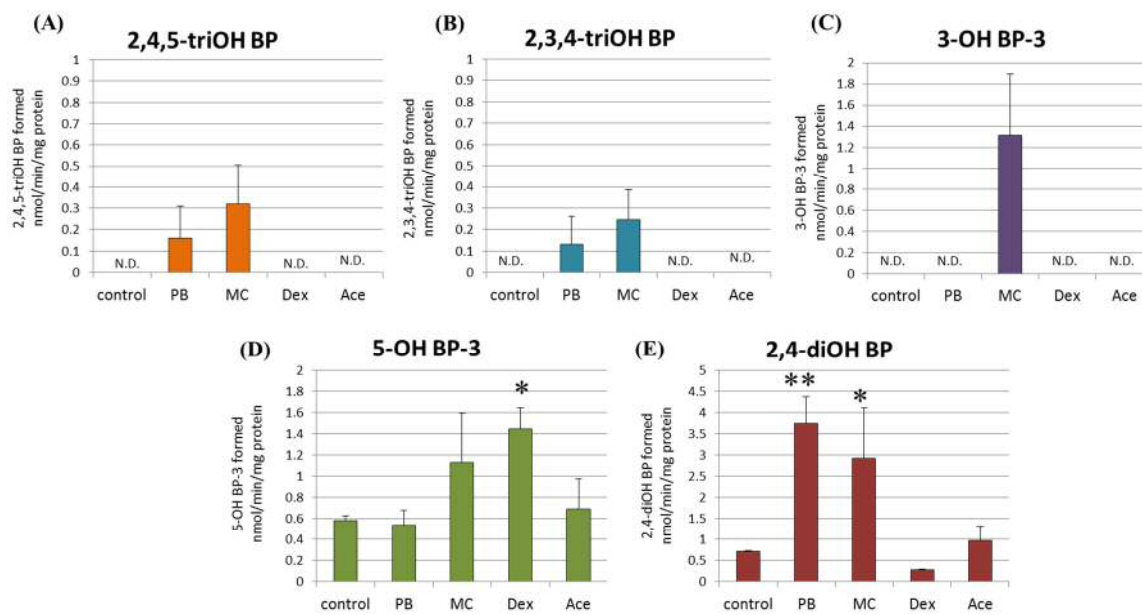 (A)
2,4,5-triOH BP
2,4,5-triOH BP formed
nmol/min/mg protein
1
0.9
0.8
0.7
0.6
0.5
0.4
0.3
0.2
0.1
0
N.D.
N.D.
N.D.
control PB MC Dex Ace
(B)
2,3,4-triOH BP
2,3,4-triOH BP formed
nmol/min/mg protein
1
0.9
0.8
0.7
0.6
0.5
0.4
0.3
0.2
0.1
0
N.D.
N.D.
N.D.
control PB MC Dex Ace
(C)
3-OH BP-3
3-OH BP-3 formed
nmol/min/mg protein
2
1.8
1.6
1.4
1.2
1
0.8
0.6
0.4
0.2
0
N.D.
N.D.
N.D.
N.D.
control PB MC Dex Ace
(D)
5-OH BP-3
5-OH BP-3 formed
nmol/min/mg protein
2
1.8
1.6
1.4
1.2
1
0.8
0.6
0.4
0.2
0
*
control PB MC Dex Ace
(E)
2,4-diOH BP
2,4-diOH BP formed
nmol/min/mg protein
5
4.5
4
3.5
3
2.5
2
1.5
1
0.5
0
**
*
control PB MC Dex Ace